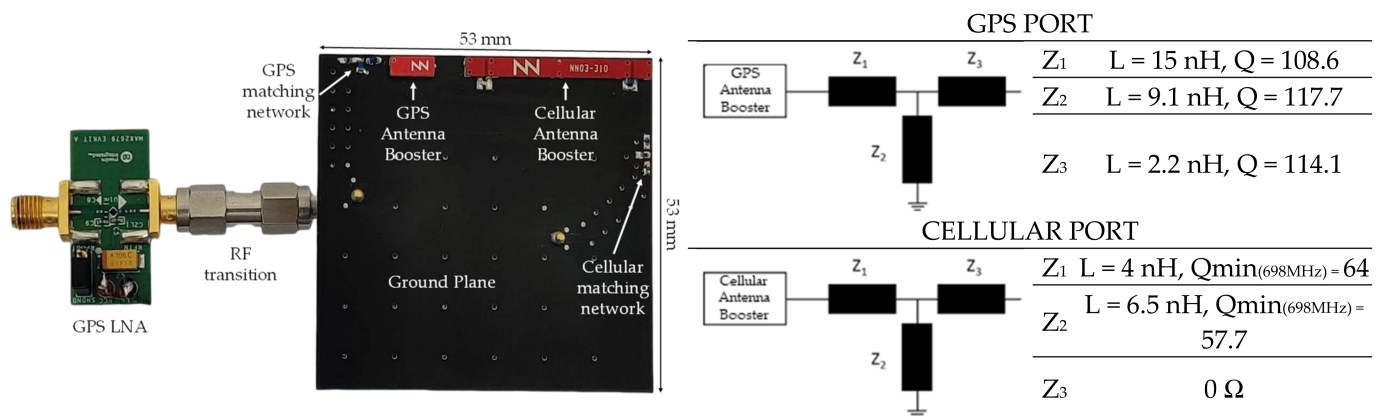 53 mm
GPS
matching
network
GPS
Antenna
Booster
Cellular
Antenna
Booster
53 mm
RF
transition
Ground Plane
Cellular
matching
network
GPS LNA
GPS PORT
GPS
Antenna
Booster
Z1
Z3
Z2
Z1 L = 15 nH, Q = 108.6
Z2 L = 9.1 nH, Q = 117.7
Z3 L = 2.2 nH, Q = 114.1
CELLULAR PORT
Cellular
Antenna
Booster
Z1
Z3
Z2
Z1 L = 4 nH, Qmin(698MHz) = 64
Z2 L = 6.5 nH, Qmin(698MHz) =
57.7
Z3 0 Ω